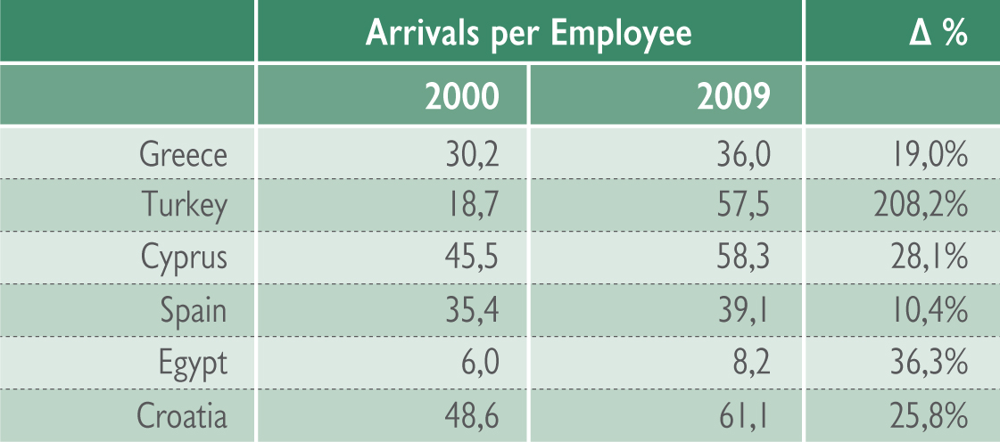 Arrivals per Employee Δ %
2000 2009
Greece 30,2 36,0 19,0%
Turkey 18,7 57,5 208,2%
Cyprus 45,5 58,3 28,1%
Spain 35,4 39,1 10,4%
Egypt 6,0 8,2 36,3%
Croatia 48,6 61,1 25,8%